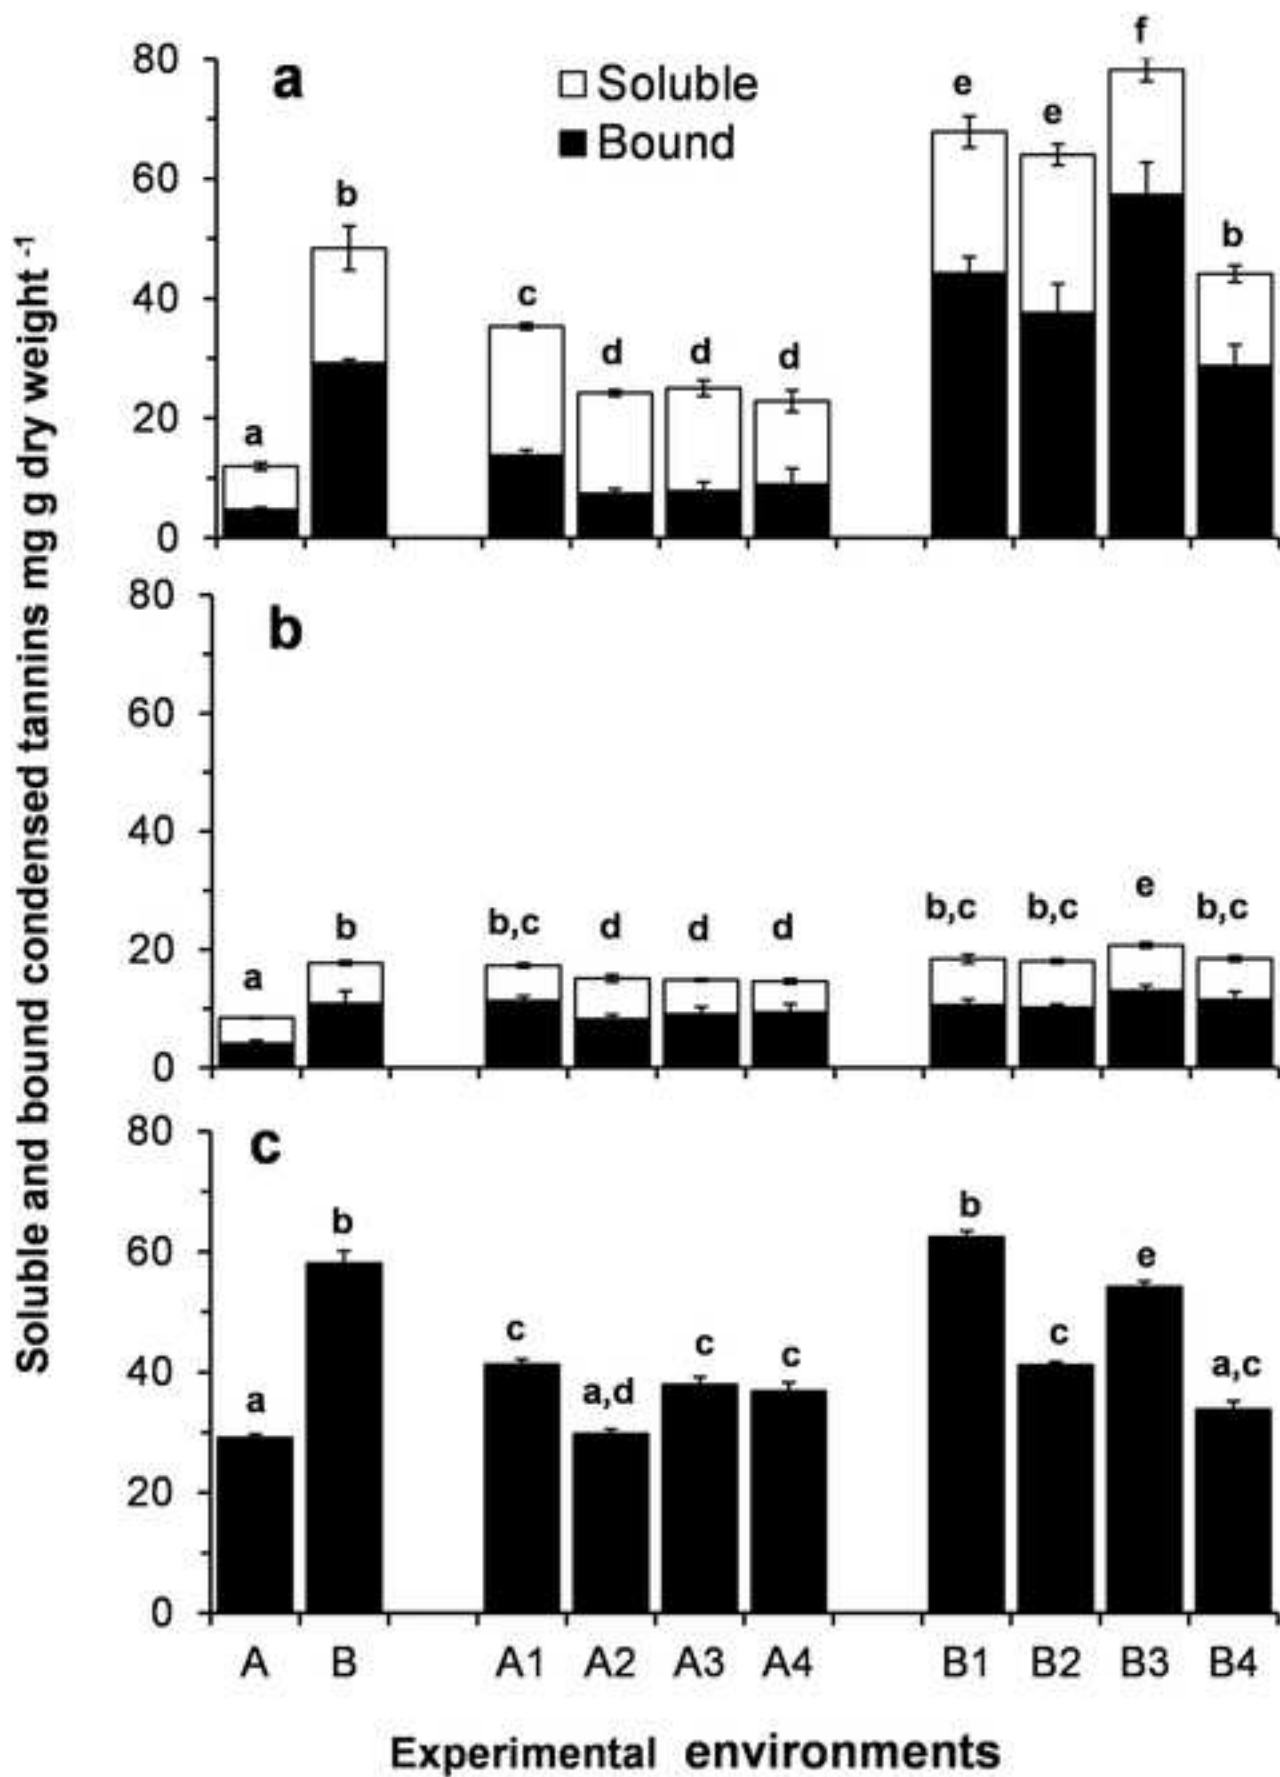 Soluble and bound condensed tannins mg g dry weight -1
a
Soluble
Bound
80
60
40
20
0
a
b
c
d
d
d
e
e
f
b
b
80
60
40
20
0
a
b
b,c
d
d
d
b,c
b,c
e
b,c
c
80
60
40
20
0
a
b
c
a,d
c
c
b
c
e
a,c
A B A1 A2 A3 A4 B1 B2 B3 B4
Experimental environments